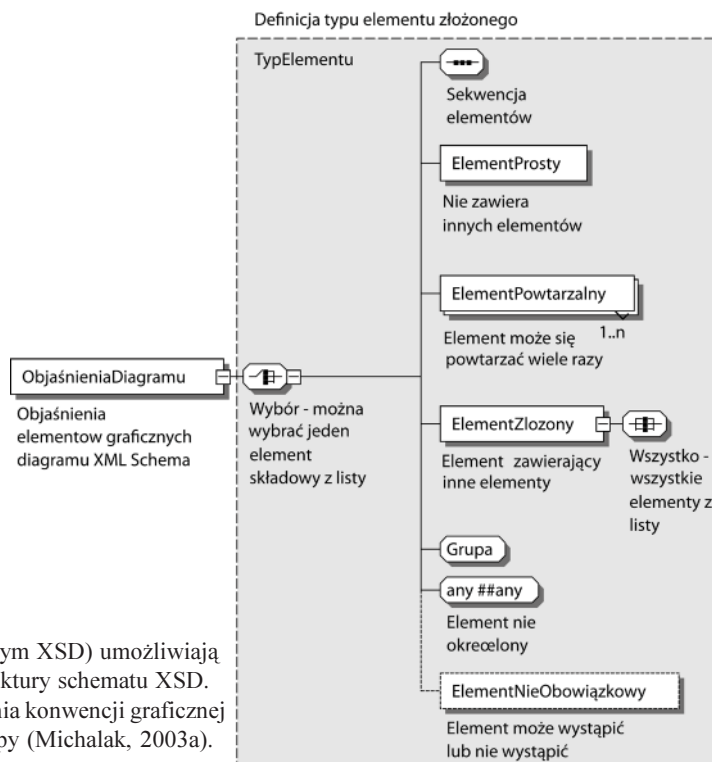 Definicja typu elementu złożonego
TypElementu
Sekwencja
elementów
ElementProsty
Nie zawiera
innych elementów
ElementPowtarzalny
1..n
Element może się
powtarzać wiele razy
ObjaśnieniaDiagramu
Objaśnienia
elementow graficznych
diagramu XML Schema
Wybór - można
wybrać jeden
element
składowy z listy
ElementZlozony
Element zawierający
inne elementy
Wszystko -
wszystkie
elementy z
listy
Grupa
any ##any
Element nie
okreœlony
ElementNieObowiązkowy
Element może wystąpić
lub nie wystąpić
ym XSD) umożliwiają
ktury schematu XSD.
nia konwencji graficznej
py (Michalak, 2003a).